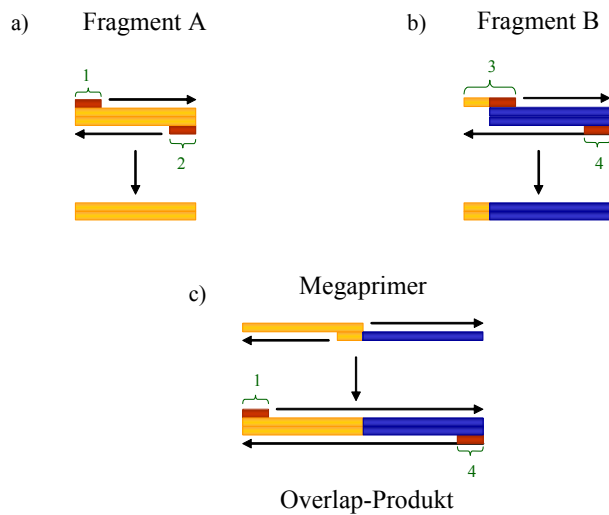 a) Fragment A
1
2
b) Fragment B
3
4
c) Megaprimer
1
4
Overlap-Produkt